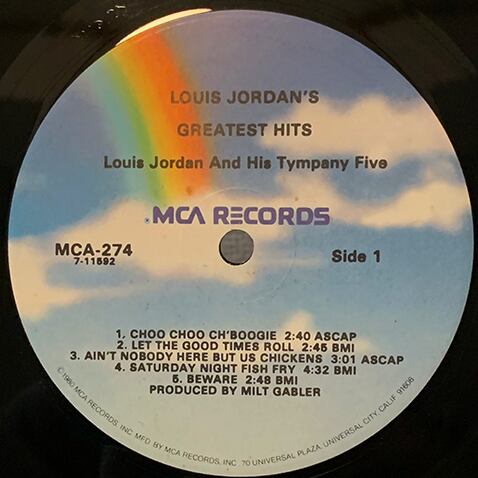 LOUIS JORDAN'S
GREATEST HITS
Louis Jordan And His Tympany Five
MCA RECORDS
MCA-274
7-11592
Side 1
1. CHOO CHOO CH'BOOGIE 2:40 ASCAP
2. LET THE GOOD TIMES ROLL 2:45 BMI
3. AIN'T NOBODY HERE BUT US CHICKENS 3:01 ASCAP
4. SATURDAY NIGHT FISH FRY 4:32 BMI
5. BEWARE 2:48 BMI
PRODUCED BY MILT GABLER
©1980 MCA RECORDS, INC. MFD BY MCA RECORDS, INC. 70 UNIVERSAL PLAZA, UNIVERSAL CITY, CALIF. 91608